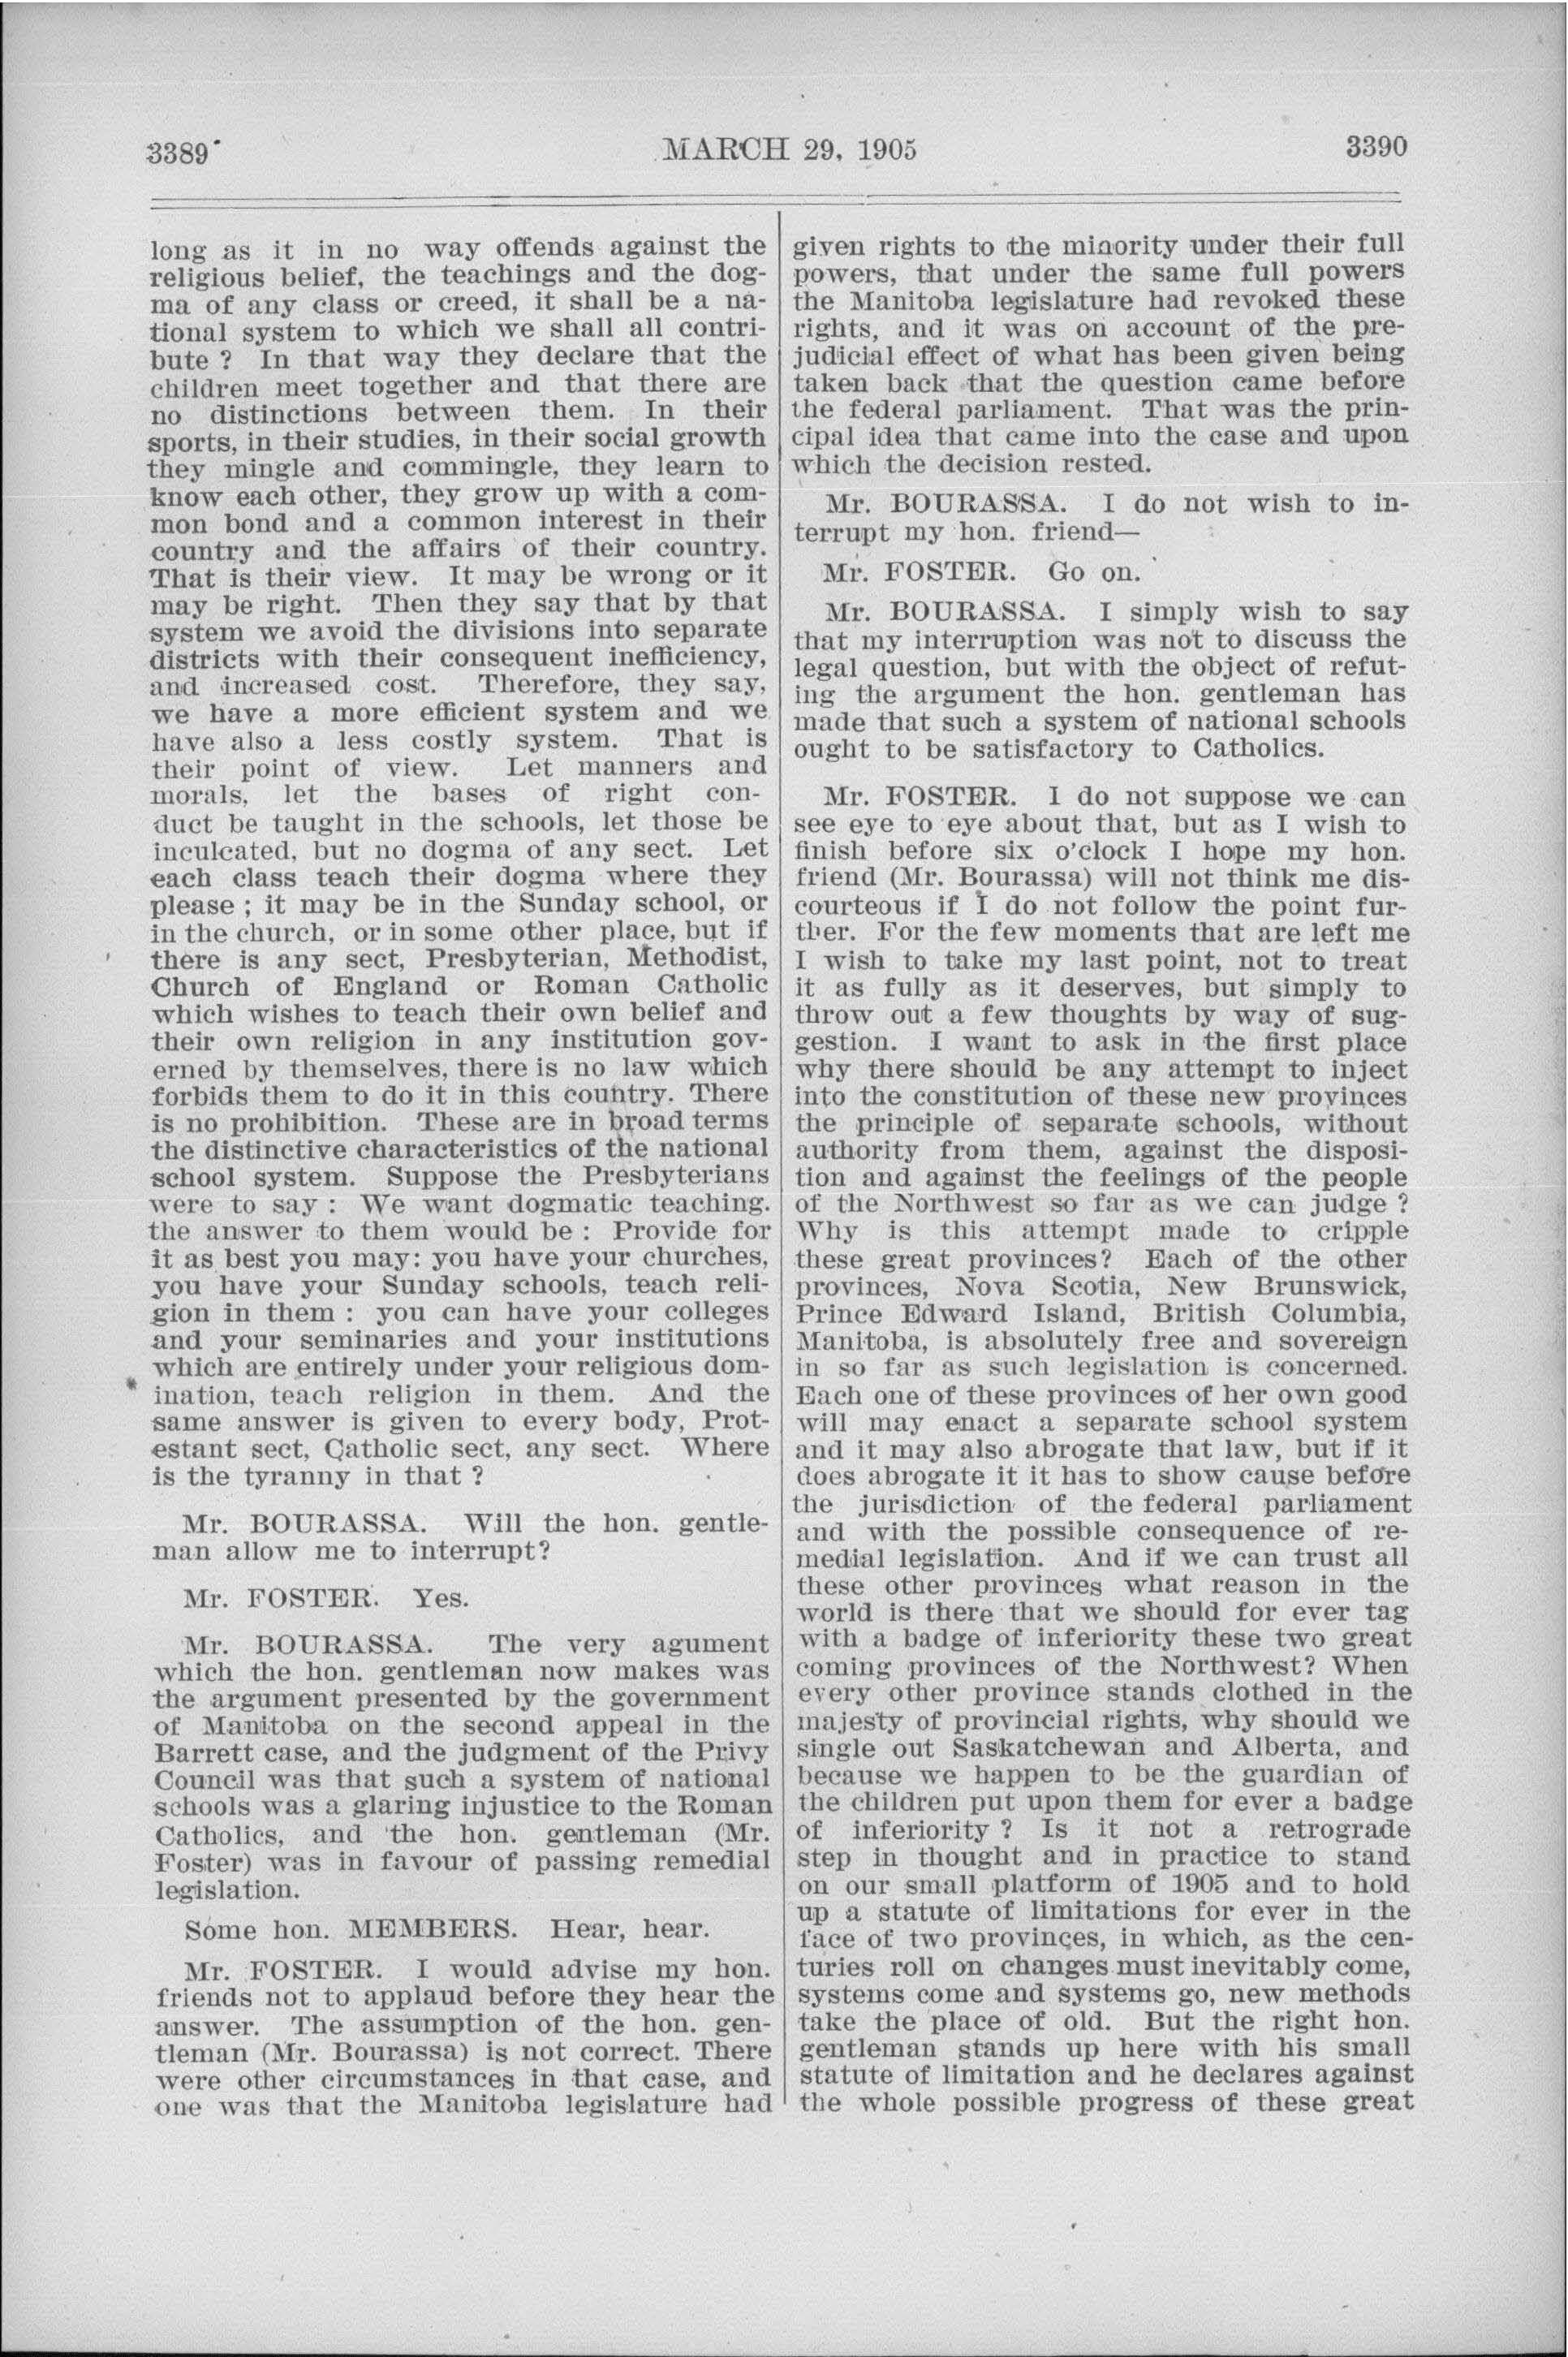 3389
MARCH 29, 1905
3390
long as it in no way offends against the
religious belief, the teachings and the dog-
ma of any class or creed, it shall be a na-
tional system to which we shall all contri-
bute ? In that way they declare that the
children meet together and that there are
no distinctions between them. In their
sports, in their studies, in their social growth
they mingle and commingle, they learn to
know each other, they grow up with a com-
mon bond and a common interest in their
country and the affairs of their country.
That is their view. It may be wrong or it
may be right. Then they say that by that
system we avoid the divisions into separate
districts with their consequent inefficiency,
and increased cost. Therefore, they say,
we have a more efficient system and we
have also a less costly system. That is
their point of view. Let manners and
morals, let the bases of right con-
duct be taught in the schools, let those be
inculcated, but no dogma of any sect. Let
each class teach their dogma where they
please ; it may be in the Sunday school, or
in the church, or in some other place, but if
there is any sect, Presbyterian, Methodist,
Church of England or Roman Catholic
which wishes to teach their own belief and
their own religion in any institution gov-
erned by themselves, there is no law which
forbids them to do it in this country. There
is no prohibition. These are in broad terms
the distinctive characteristics of the national
school system. Suppose the Presbyterians
were to say : We want dogmatic teaching.
the answer to them would be : Provide for
it as best you may: you have your churches,
you have your Sunday schools, teach reli-
gion in them : you can have your colleges
and your seminaries and your institutions
which are entirely under your religious dom-
ination, teach religion in them. And the
same answer is given to every body, Prot-
estant sect, Catholic sect, any sect. Where
is the tyranny in that ?
Mr. BOURASSA. Will the hon. gentle-
man allow me to interrupt?
Mr. FOSTER. Yes.
Mr. BOURASSA. The very agument
which the hon. gentleman now makes was
the argument presented by the government
of Manitoba on the second appeal in the
Barrett case, and the judgment of the Privy
Council was that such a system of national
schools was a glaring injustice to the Roman
Catholics, and the hon. gentleman (Mr.
Foster) was in favour of passing remedial
legislation.
Some hon. MEMBERS. Hear, hear.
Mr. FOSTER. I would advise my hon.
friends not to applaud before they hear the
answer. The assumption of the hon. gen-
tleman (Mr. Bourassa) is not correct. There
were other circumstances in that case, and
one was that the Manitoba legislature had
given rights to the minority under their full
powers, that under the same full powers
the Manitoba legislature had revoked these
rights, and it was on account of the pre-
judicial effect of what has been given being
taken back that the question came before
the federal parliament. That was the prin-
cipal idea that came into the case and upon
which the decision rested.
Mr. BOURASSA. I do not wish to in-
terrupt my hon. friend—
Mr. FOSTER. Go on.
Mr. BOURASSA. I simply wish to say
that my interruption was not to discuss the
legal question, but with the object of refut-
ing the argument the hon. gentleman has
made that such a system of national schools
ought to be satisfactory to Catholics.
Mr. FOSTER. I do not suppose we can
see eye to eye about that, but as I wish to
finish before six o'clock I hope my hon.
friend (Mr. Bourassa) will not think me dis-
courteous if I do not follow the point fur-
ther. For the few moments that are left me
I wish to take my last point, not to treat
it as fully as it deserves, but simply to
throw out a few thoughts by way of sug-
gestion. I want to ask in the first place
why there should be any attempt to inject
into the constitution of these new provinces
the principle of separate schools, without
authority from them, against the disposi-
tion and against the feelings of the people
of the Northwest so far as we can judge ?
Why is this attempt made to cripple
these great provinces? Each of the other
provinces, Nova Scotia, New Brunswick,
Prince Edward Island, British Columbia,
Manitoba, is absolutely free and sovereign
in so far as such legislation is concerned.
Each one of these provinces of her own good
will may enact a separate school system
and it may also abrogate that law, but if it
does abrogate it it has to show cause before
the jurisdiction of the federal parliament
and with the possible consequence of re-
medial legislation. And if we can trust all
these other provinces what reason in the
world is there that we should for ever tag
with a badge of inferiority these two great
coming provinces of the Northwest? When
every other province stands clothed in the
majesty of provincial rights, why should we
single out Saskatchewan and Alberta, and
because we happen to be the guardian of
the children put upon them for ever a badge
of inferiority ? Is it not a retrograde
step in thought and in practice to stand
on our small platform of 1905 and to hold
up a statute of limitations for ever in the
face of two provinces, in which, as the cen-
turies roll on changes must inevitably come,
systems come and systems go, new methods
take the place of old. But the right hon.
gentleman stands up here with his small
statute of limitation and he declares against
the whole possible progress of these great